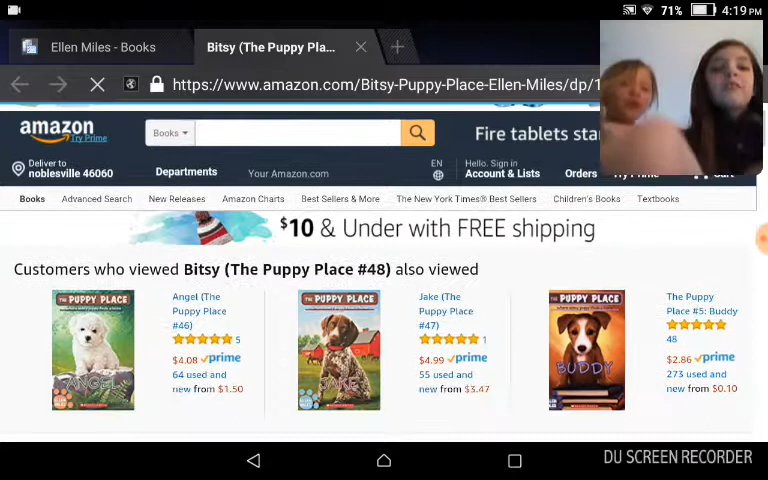 71% 4:19 PM
Ellen Miles - Books
Bitsy (The Puppy Pla...
https://www.amazon.com/Bitsy-Puppy-Place-Ellen-Miles/dp/1
amazon
Try Prime
Books
Fire tablets sta
Deliver to
noblesville 46060
Departments
Your Amazon.com
EN
Hello. Sign in
Account & Lists
Orders
Try Prime
Cart
Books Advanced Search New Releases Amazon Charts Best Sellers & More The New York Times® Best Sellers Children's Books Textbooks
$10 & Under with FREE shipping
Customers who viewed Bitsy (The Puppy Place #48) also viewed
THE PUPPY PLACE
ANGEL
Angel (The
Puppy Place
#46)
5
$4.08 prime
64 used and
new from $1.50
THE PUPPY PLACE
JAKE
Jake (The
Puppy Place
#47)
1
$4.99 prime
55 used and
new from $3.47
THE PUPPY PLACE
BUDDY
The Puppy
Place #5: Buddy
48
$2.86 prime
273 used and
new from $0.10
DU SCREEN RECORDER